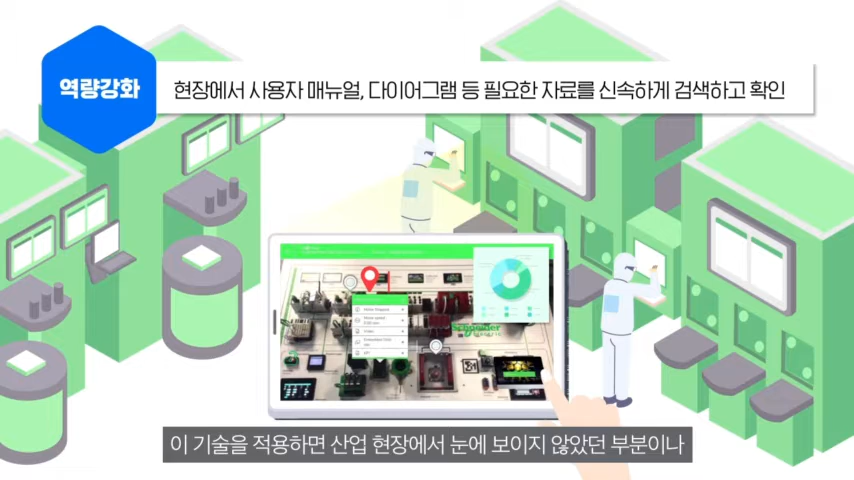 역량강화
현장에서 사용자 매뉴얼, 다이어그램 등 필요한 자료를 신속하게 검색하고 확인
Schneider
Electric
이 기술을 적용하면 산업 현장에서 눈에 보이지 않았던 부분이나